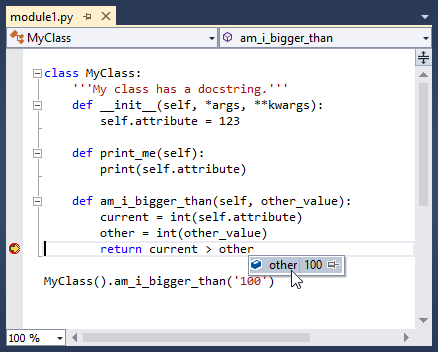 module1.py
MyClass am_i_bigger_than
class MyClass:
'''My class has a docstring.'''
def __init__(self, *args, **kwargs):
self.attribute = 123
def print_me(self):
print(self.attribute)
def am_i_bigger_than(self, other_value):
current = int(self.attribute)
other = int(other_value)
return current > other
other 100
MyClass().am_i_bigger_than('100')
100 %